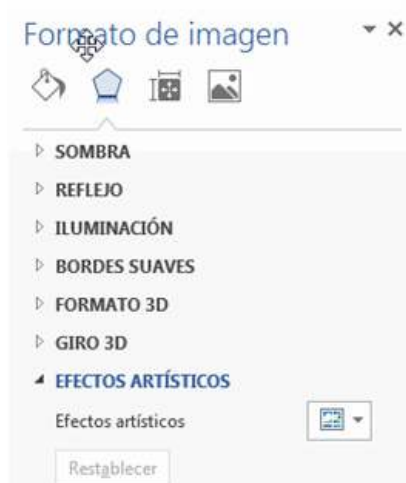 Formato de imagen
SOMBRA
REFLEJO
ILUMINACIÓN
BORDES SUAVES
FORMATO 3D
GIRO 3D
EFECTOS ARTÍSTICOS
Efectos artísticos
Restablecer